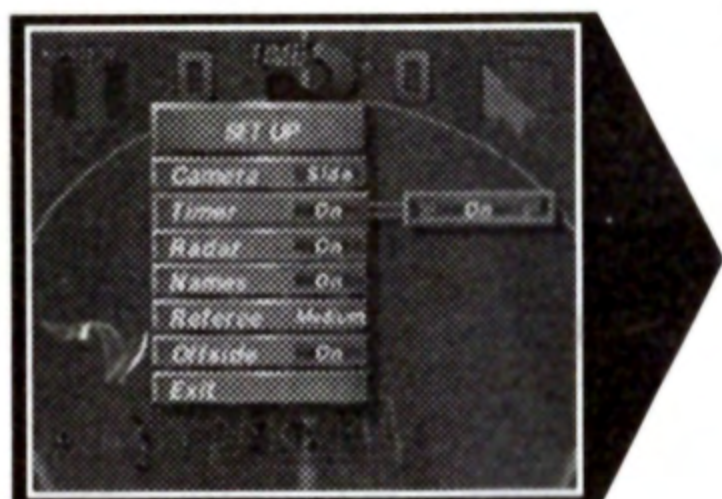 SET UP
Camera Side
Timer On On
Radar On
Names On
Referee Medium
Offside On
Exit